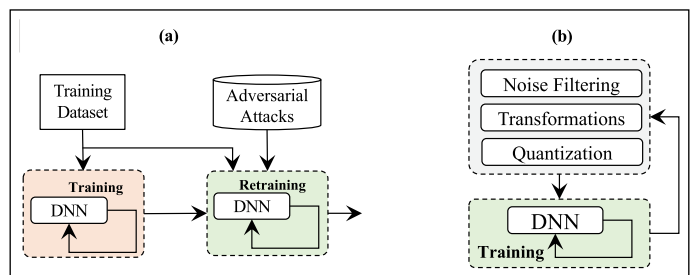 (a)
Training
Dataset
Adversarial
Attacks
Training
DNN
Retraining
DNN
(b)
Noise Filtering
Transformations
Quantization
DNN
Training